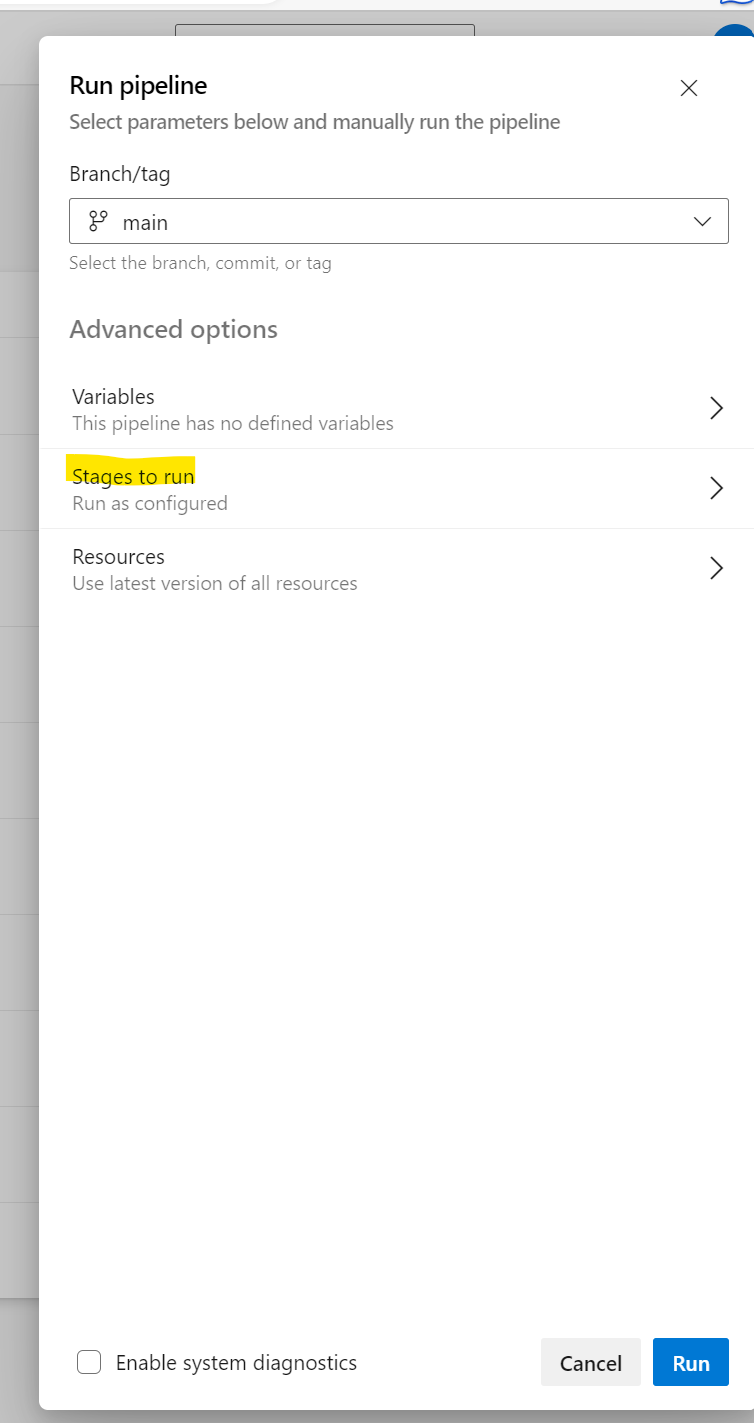 Run pipeline
Select parameters below and manually run the pipeline
Branch/tag
main
Select the branch, commit, or tag
Advanced options
Variables
This pipeline has no defined variables
Stages to run
Run as configured
Resources
Use latest version of all resources
Enable system diagnostics
Cancel
Run